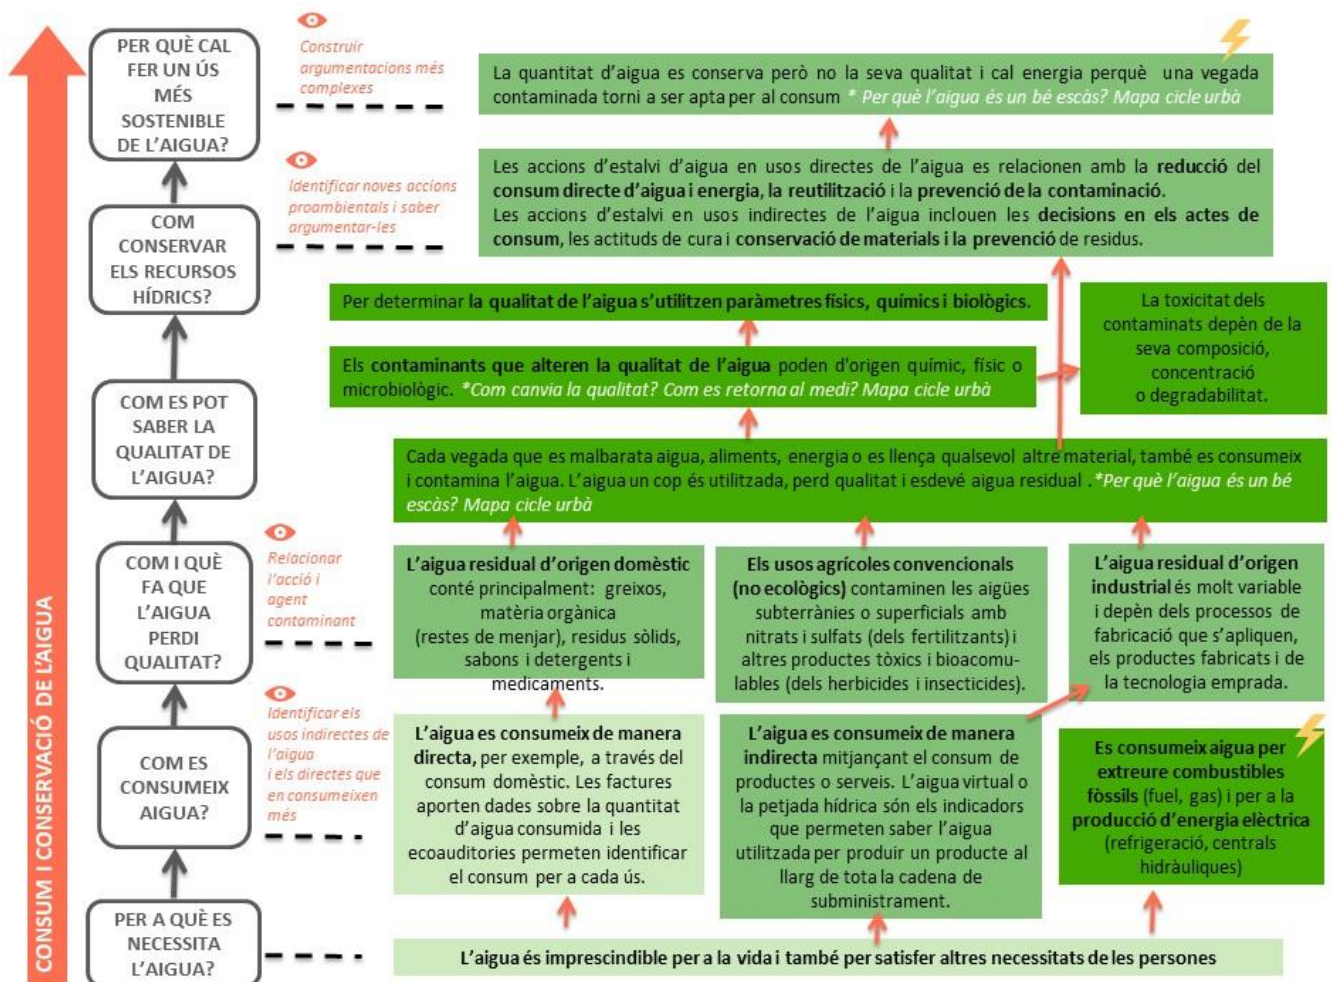 CONSUM I CONSERVACIÓ DE L'AIGUA
PER QUÈ CAL
FER UN ÚS
MÉS
SOSTENIBLE
DE L'AIGUA?
Construir
argumentacions més
complexes
La quantitat d'aigua es conserva però no la seva qualitat i cal energia perquè una vegada
contaminada torni a ser apta per al consum * Per què l'aigua és un bé escàs? Mapa cicle urbà
COM
CONSERVAR
ELS RECURSOS
HÍDRICS?
Identificar noves accions
proambientals i saber
argumentar-les
Les accions d'estalvi d'aigua en usos directes de l'aigua es relacionen amb la reducció del
consum directe d'aigua i energia, la reutilització i la prevenció de la contaminació.
Les accions d'estalvi en usos indirectes de l'aigua inclouen les decisions en els actes de
consum, les actituds de cura i conservació de materials i la prevenció de residus.
Per determinar la qualitat de l'aigua s'utilitzen paràmetres físics, químics i biològics.
La toxicitat dels
contaminats depèn de la
seva composició,
concentració
o degradabilitat.
Els contaminants que alteren la qualitat de l'aigua poden d'origen químic, físic o
microbiològic. *Com canvia la qualitat? Com es retorna al medi? Mapa cicle urbà
COM ES POT
SABER LA
QUALITAT DE
L'AIGUA?
Cada vegada que es malbarata aigua, aliments, energia o es llença qualsevol altre material, també es consumeix
i contamina l'aigua. L'aigua un cop és utilitzada, perd qualitat i esdevé aigua residual .*Per què l'aigua és un bé
escàs? Mapa cicle urbà
COM I QUÈ
FA QUE
L'AIGUA
PERDI
QUALITAT?
Relacionar
l'acció i
agent
contaminant
L'aigua residual d'origen domèstic
conté principalment: greixos,
matèria orgànica
(restes de menjar), residus sòlids,
sabons i detergents i
medicaments.
Els usos agrícoles convencionals
(no ecològics) contaminen les aigües
subterrànies o superficials amb
nitrats i sulfats (dels fertilitzants) i
altres productes tòxics i bioacomu-
lables (dels herbicides i insecticides).
L'aigua residual d'origen
industrial és molt variable
i depèn dels processos de
fabricació que s'apliquen,
els productes fabricats i de
la tecnologia emprada.
COM ES
CONSUMEIX
AIGUA?
Identificar els
usos indirectes de
l'aigua
i els directes que
en consumeixen
més
L'aigua es consumeix de manera
directa, per exemple, a través del
consum domèstic. Les factures
aporten dades sobre la quantitat
d'aigua consumida i les
ecoauditories permeten identificar
el consum per a cada ús.
L'aigua es consumeix de manera
indirecta mitjançant el consum de
productes o serveis. L'aigua virtual o
la petjada hídrica són els indicadors
que permeten saber l'aigua
utilitzada per produir un producte al
llarg de tota la cadena de
subministrament.
Es consumeix aigua per
extreure combustibles
fòssils (fuel, gas) i per a la
producció d'energia elèctrica
(refrigeració, centrals
hidràuliques)
PER A QUÈ ES
NECESSITA
L'AIGUA?
L'aigua és imprescindible per a la vida i també per satisfer altres necessitats de les persones